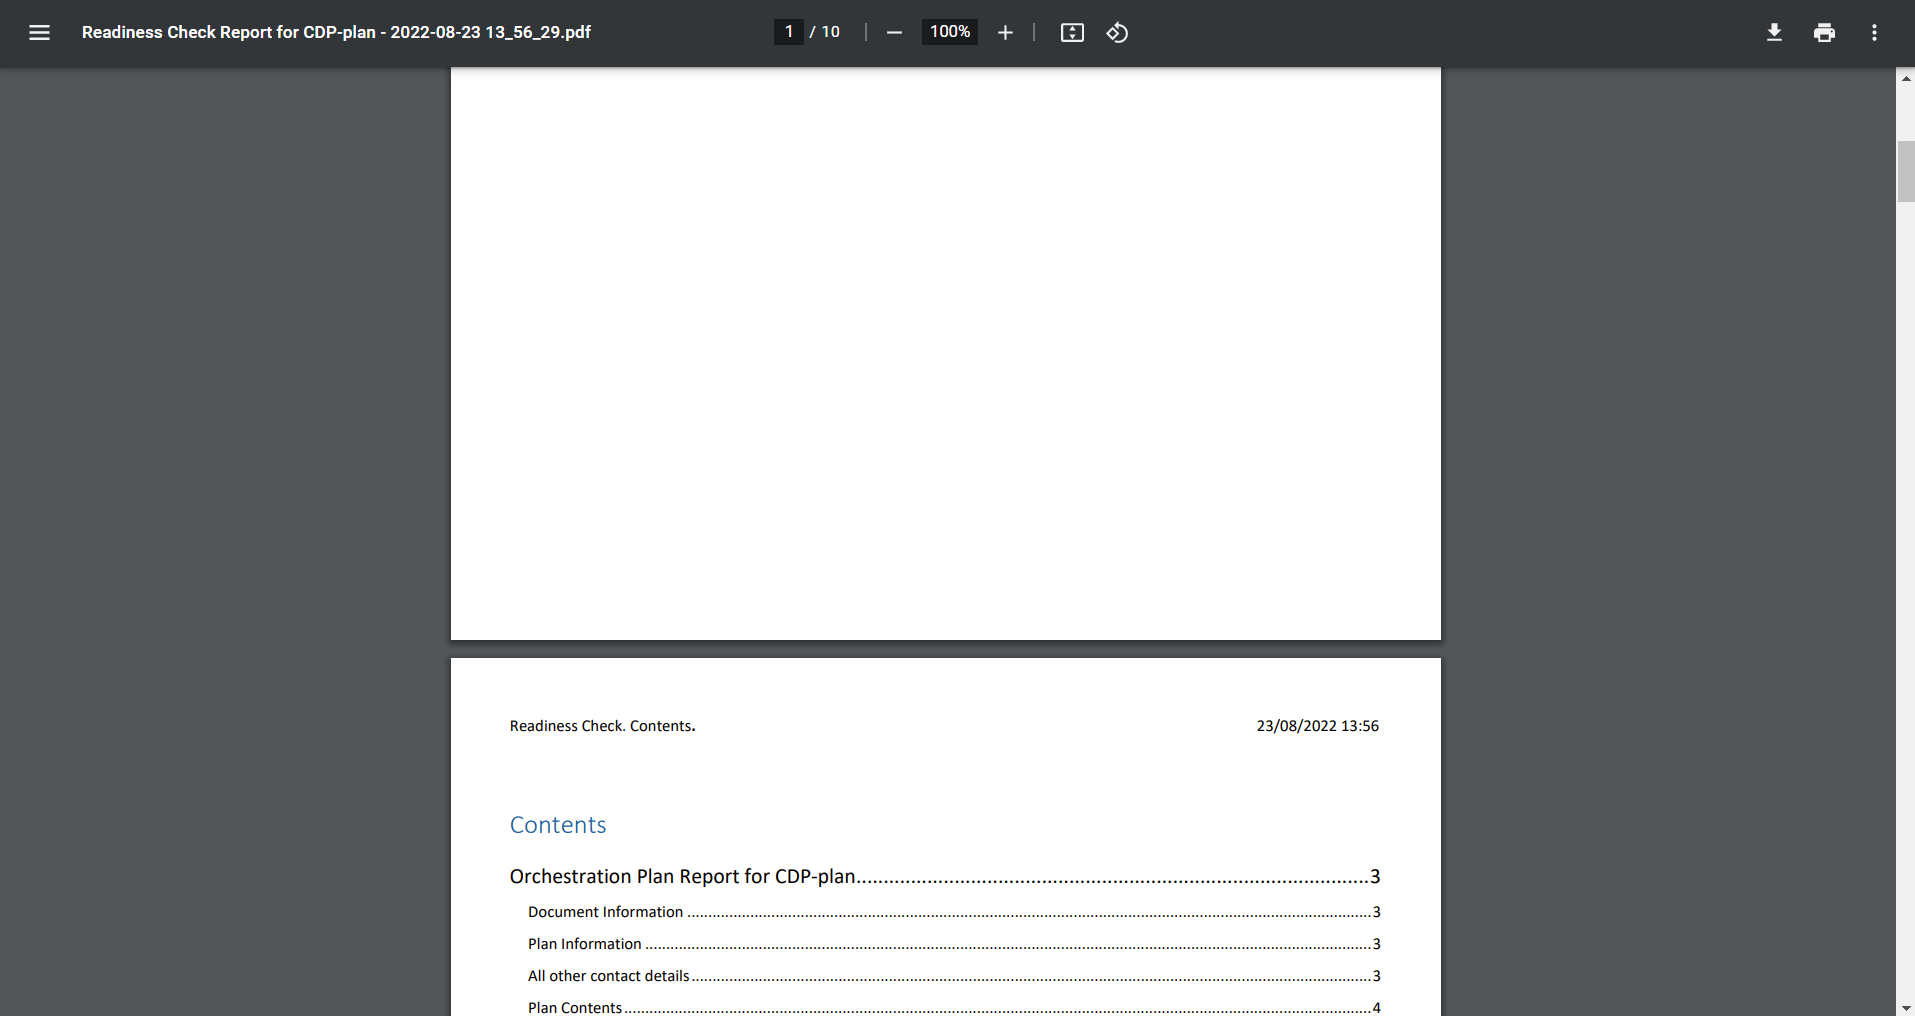 Readiness Check Report for CDP-plan - 2022-08-23 13_56_29.pdf
1 / 10
100%
Readiness Check. Contents. 23/08/2022 13:56
Contents
Orchestration Plan Report for CDP-plan 3
Document Information 3
Plan Information 3
All other contact details 3
Plan Contents 4